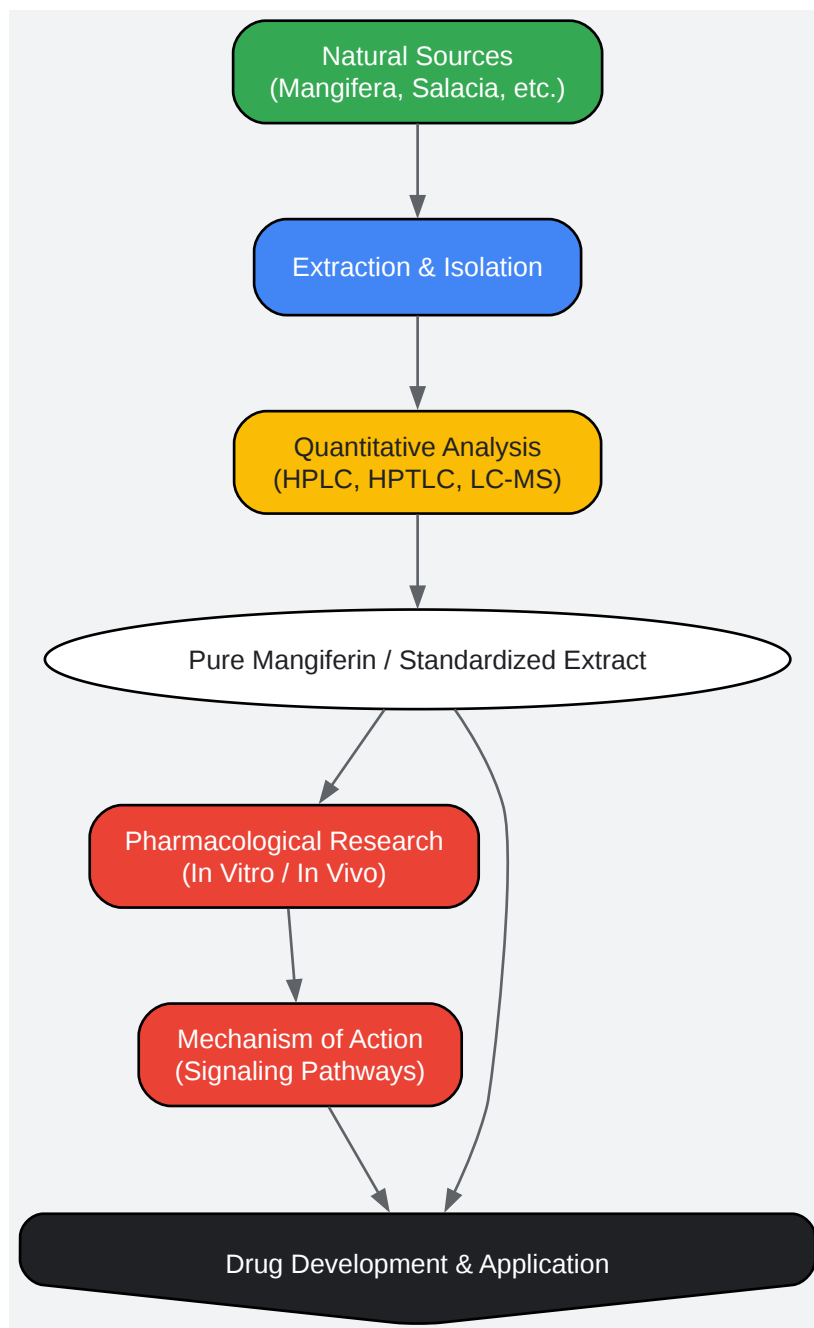 Natural Sources
(Mangifera, Salacia, etc.)
Extraction & Isolation
Quantitative Analysis
(HPLC, HPTLC, LC-MS)
Pure Mangiferin / Standardized Extract
Pharmacological Research
(In Vitro / In Vivo)
Mechanism of Action
(Signaling Pathways)
Drug Development & Application